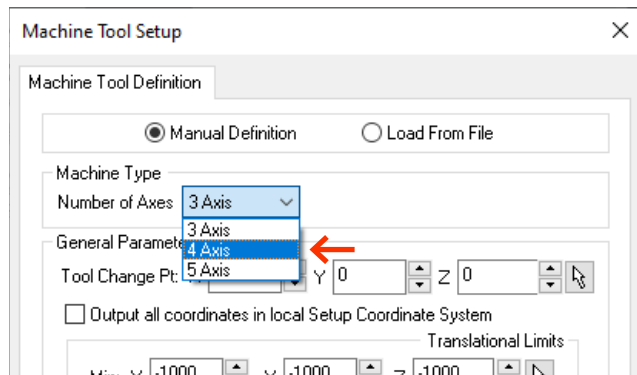 Machine Tool Setup
Machine Tool Definition
Manual Definition
Load From File
Machine Type
Number of Axes 3 Axis
3 Axis
4 Axis
5 Axis
General Paramete
Tool Change Pt: Y 0 Z 0
Output all coordinates in local Setup Coordinate System
Translational Limits
-1000 -1000 -1000